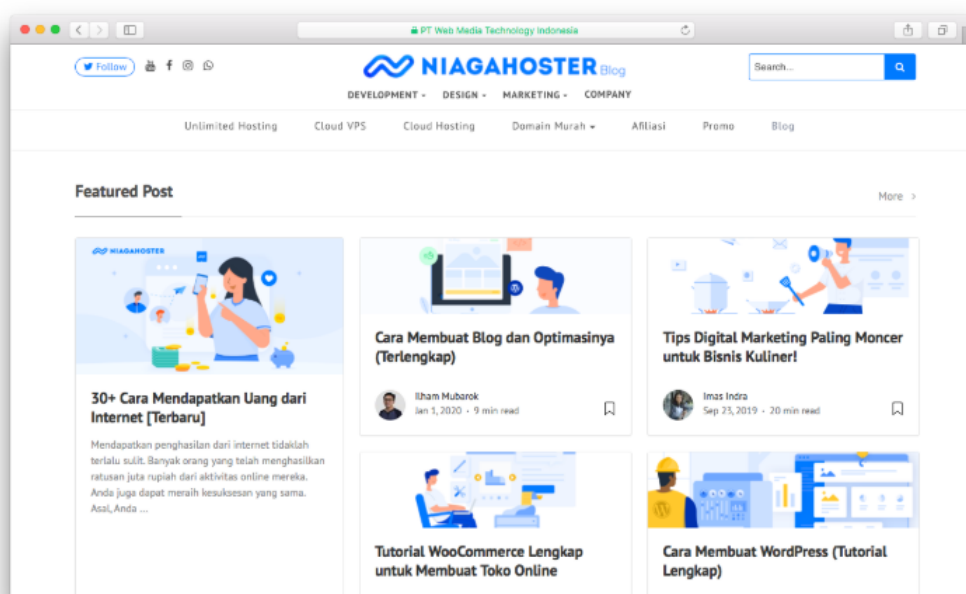 PT Web Media Technology Indonesia
Follow
NIAGAHOSTER Blog
Search...
DEVELOPMENT DESIGN MARKETING COMPANY
Unlimited Hosting Cloud VPS Cloud Hosting Domain Murah Afiliasi Promo Blog
Featured Post
More >
NIAGAHOSTER
30+ Cara Mendapatkan Uang dari
Internet [Terbaru]
Mendapatkan penghasilan dari internet tidaklah
terlalu sulit. Banyak orang yang telah menghasilkan
ratusan juta rupiah dari aktivitas online mereka.
Anda juga dapat meraih kesuksesan yang sama.
Asal, Anda ...
Cara Membuat Blog dan Optimasinya
(Terlengkap)
Ilham Mubarok
Jan 1, 2020 · 9 min read
Tips Digital Marketing Paling Moncer
untuk Bisnis Kuliner!
Imas Indra
Sep 23, 2019 · 20 min read
Tutorial WooCommerce Lengkap
untuk Membuat Toko Online
Cara Membuat WordPress (Tutorial
Lengkap)